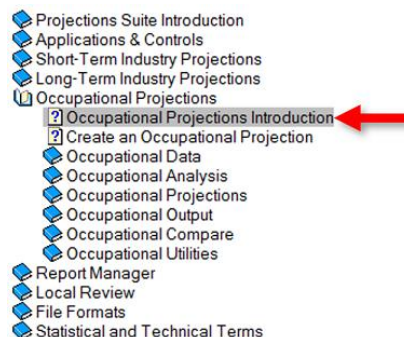 Projections Suite Introduction
Applications & Controls
Short-Term Industry Projections
Long-Term Industry Projections
Occupational Projections
Occupational Projections Introduction
Create an Occupational Projection
Occupational Data
Occupational Analysis
Occupational Projections
Occupational Output
Occupational Compare
Occupational Utilities
Report Manager
Local Review
File Formats
Statistical and Technical Terms